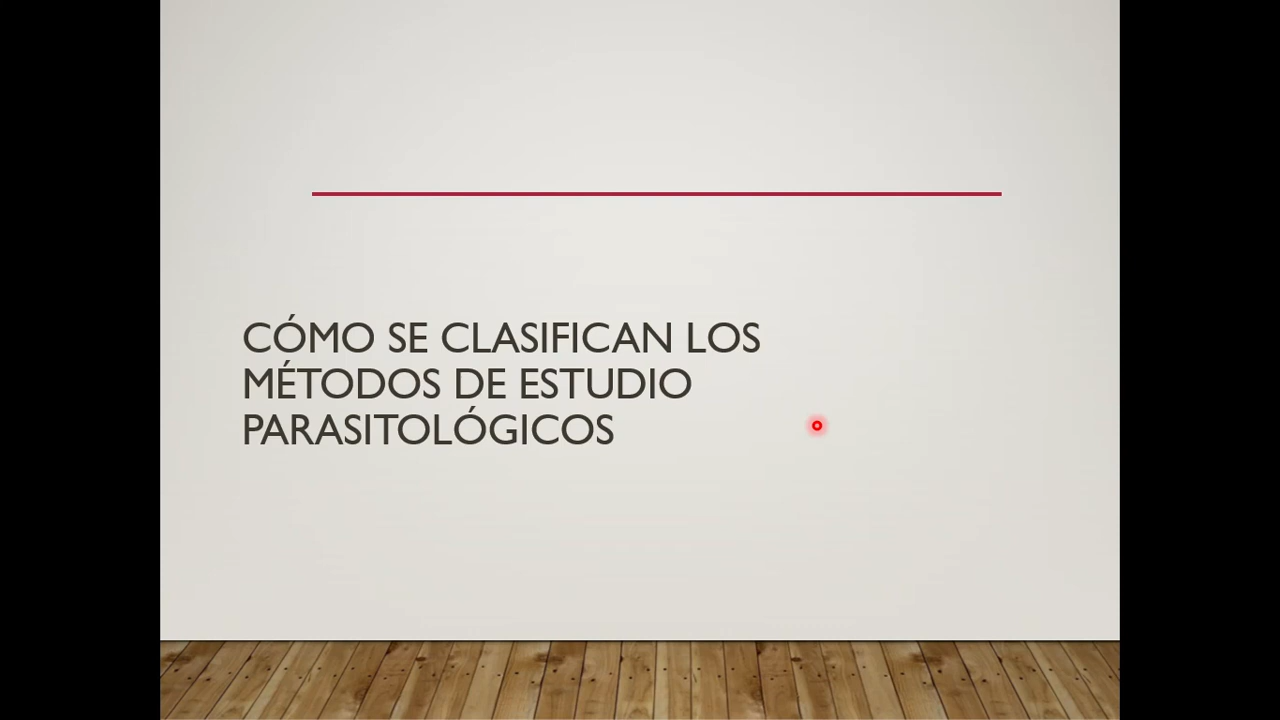 CÓMO SE CLASIFICAN LOS
MÉTODOS DE ESTUDIO
PARASITOLÓGICOS